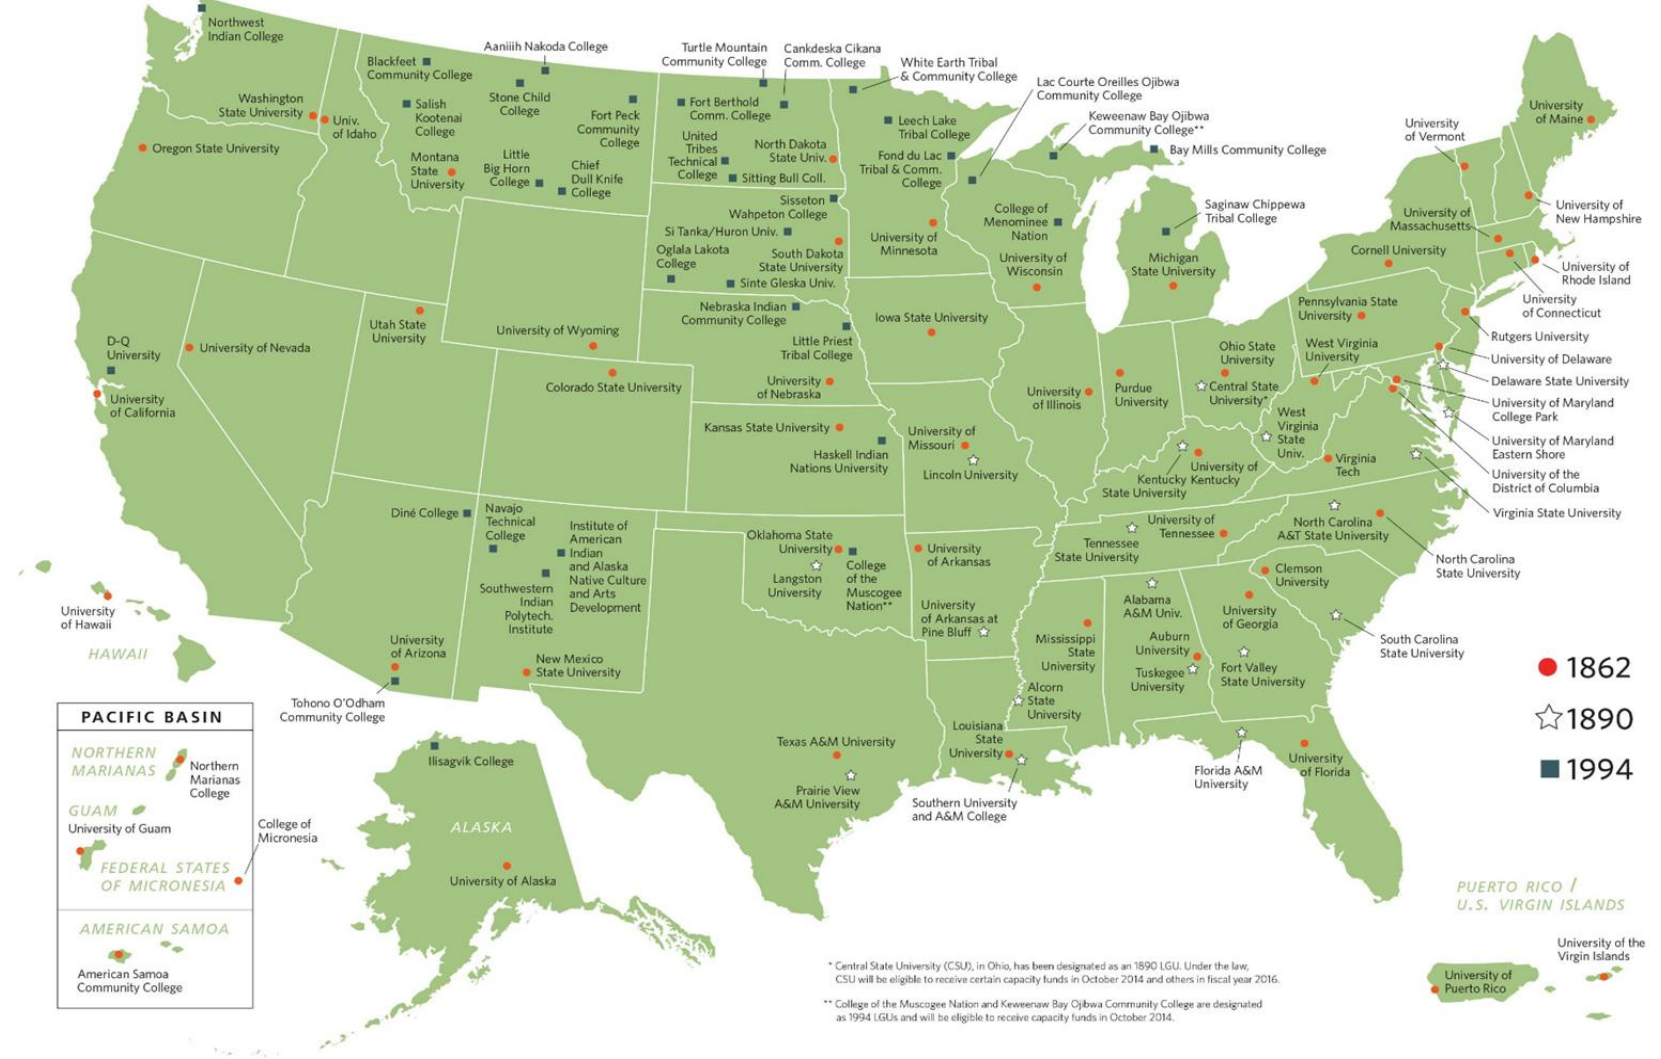 Northwest
Indian College
Washington
State University
Univ.
of Idaho
Oregon State University
Blackfeet
Community College
Salish
Kootenai
College
Montana
State
University
Aaniiih Nakoda College
Stone Child
College
Fort Peck
Community
College
Little
Big Horn
College
Chief
Dull Knife
College
Turtle Mountain
Community College
Cankdeska Cikana
Comm. College
Fort Berthold
Comm. College
United
Tribes
Technical
College
North Dakota
State Univ.
Sitting Bull Coll.
White Earth Tribal
& Community College
Leech Lake
Tribal College
Fond du Lac
Tribal & Comm.
College
Lac Courte Oreilles Ojibwa
Community College
Keweenaw Bay Ojibwa
Community College**
Bay Mills Community College
Saginaw Chippewa
Tribal College
Michigan
State University
College of
Menominee
Nation
University of
Wisconsin
University of
Minnesota
Sisseton
Wahpeton College
Si Tanka/Huron Univ.
Oglala Lakota
College
South Dakota
State University
Sinte Gleska Univ.
Nebraska Indian
Community College
Little Priest
Tribal College
University
of Nebraska
Iowa State University
University of Wyoming
Colorado State University
Utah State
University
University of Nevada
D-Q
University
University
of California
Kansas State University
Haskell Indian
Nations University
University of
Missouri
Lincoln University
University
of Illinois
Purdue
University
Ohio State
University
Central State
University*
West
Virginia
State
Univ.
West Virginia
University
Pennsylvania State
University
Cornell University
University
of Vermont
University
of Maine
University of
New Hampshire
University of
Massachusetts
University of
Rhode Island
University
of Connecticut
Rutgers University
University of Delaware
Delaware State University
University of Maryland
College Park
University of Maryland
Eastern Shore
University of the
District of Columbia
Virginia State University
Virginia
Tech
Kentucky
State University
University of
Kentucky
Tennessee
State University
University of
Tennessee
North Carolina
A&T State University
North Carolina
State University
Clemson
University
South Carolina
State University
University
of Georgia
Fort Valley
State University
Alabama
A&M Univ.
Auburn
University
Tuskegee
University
Mississippi
State
University
Alcorn
State
University
Louisiana
State
University
Southern University
and A&M College
Florida A&M
University
University
of Florida
University
of Arkansas
University
of Arkansas at
Pine Bluff
Oklahoma State
University
Langston
University
College
of the
Muscogee
Nation**
Texas A&M University
Prairie View
A&M University
Diné College
Navajo
Technical
College
Institute of
American
Indian
and Alaska
Native Culture
and Arts
Development
Southwestern
Indian
Polytech.
Institute
New Mexico
State University
University
of Arizona
Tohono O'Odham
Community College
University
of Hawaii
HAWAII
PACIFIC BASIN
NORTHERN
MARIANAS
Northern
Marianas
College
GUAM
University of Guam
College of
Micronesia
FEDERAL STATES
OF MICRONESIA
AMERICAN SAMOA
American Samoa
Community College
Ilisagvik College
ALASKA
University of Alaska
1862
1890
1994
PUERTO RICO /
U.S. VIRGIN ISLANDS
University of the
Virgin Islands
University of
Puerto Rico
* Central State University (CSU), in Ohio, has been designated as an 1890 LGU. Under the law,
CSU will be eligible to receive certain capacity funds in October 2014 and others in fiscal year 2016.
** College of the Muscogee Nation and Keweenaw Bay Ojibwa Community College are designated
as 1994 LGUs and will be eligible to receive capacity funds in October 2014.